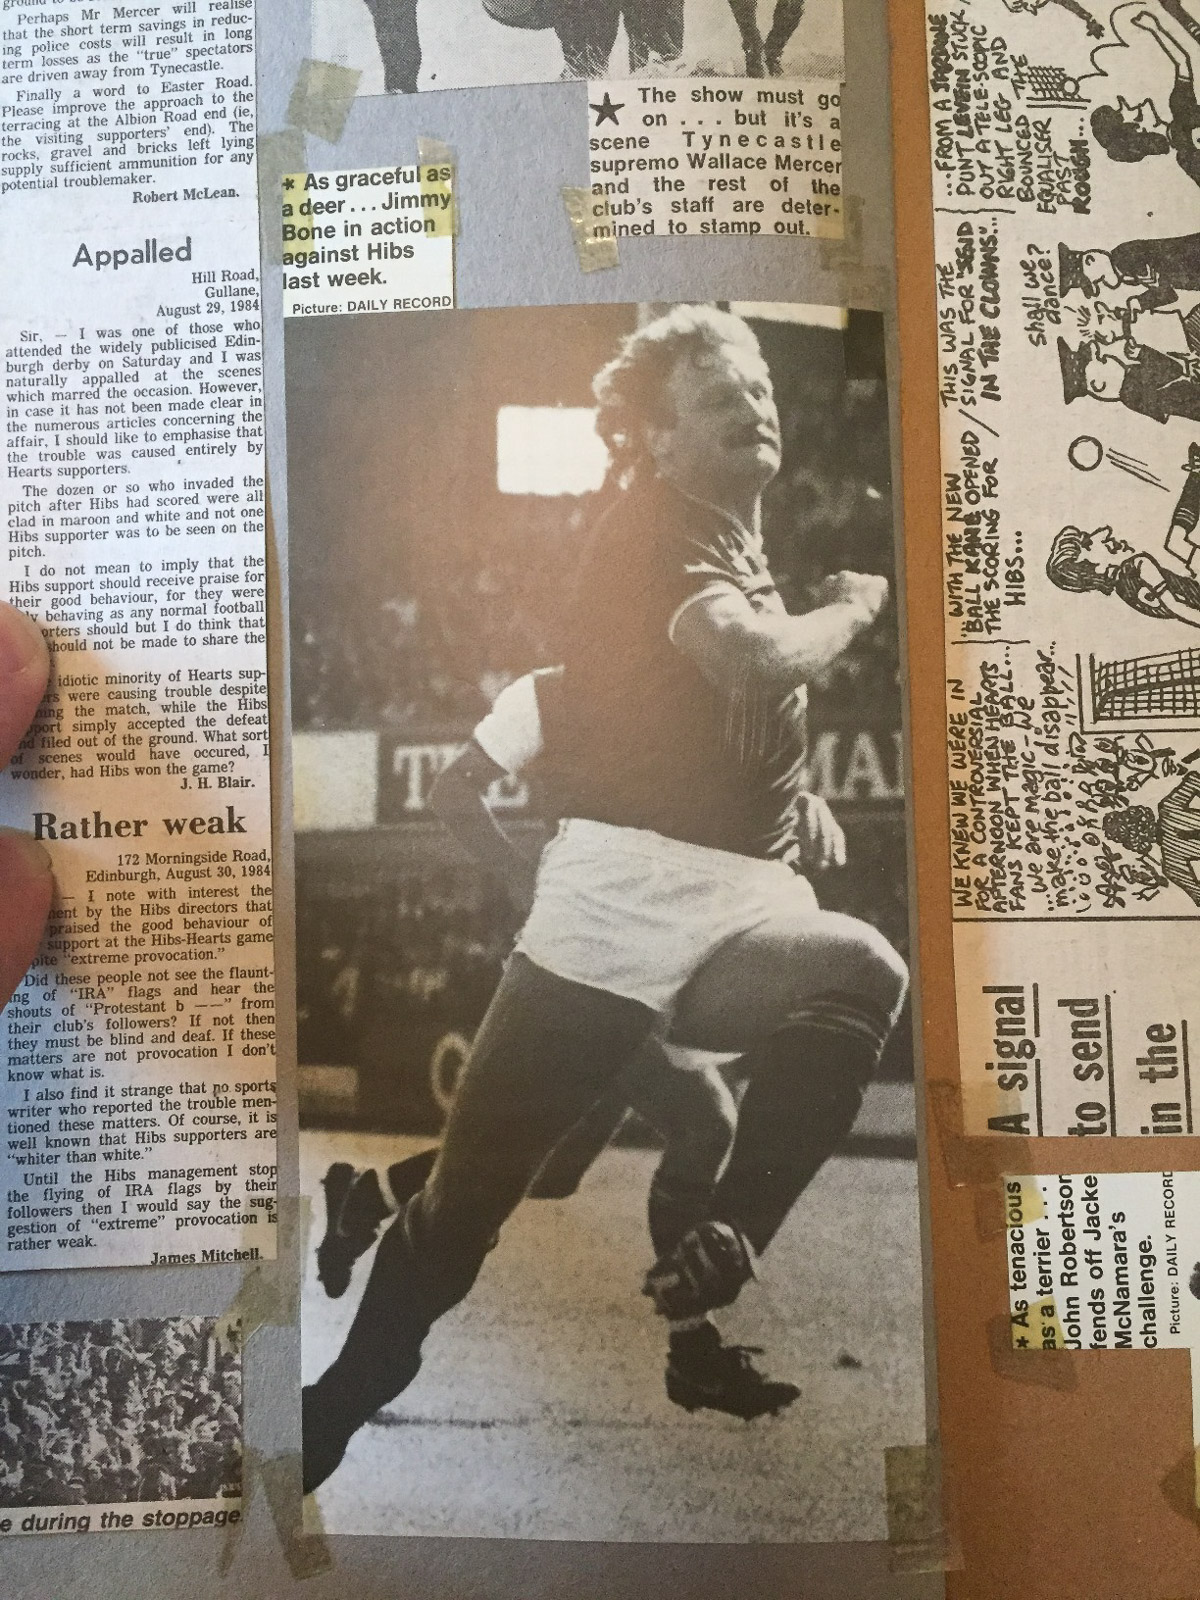 Perhaps Mr Mercer will realise
that the short term savings in reduc-
ing police costs will result in long
term losses as the "true" spectators
are driven away from Tynecastle.
Finally a word to Easter Road.
Please improve the approach to the
terracing at the Albion Road end (ie,
the visiting supporters' end). The
rocks, gravel and bricks left lying
supply sufficient ammunition for any
potential troublemaker.
Robert McLean.
Appalled
Hill Road,
Gullane,
August 29, 1984
Sir, — I was one of those who
attended the widely publicised Edin-
burgh derby on Saturday and I was
naturally appalled at the scenes
which marred the occasion. However,
in case it has not been made clear in
the numerous articles concerning the
affair, I should like to emphasise that
the trouble was caused entirely by
Hearts supporters.
The dozen or so who invaded the
pitch after Hibs had scored were all
clad in maroon and white and not one
Hibs supporter was to be seen on the
pitch.
I do not mean to imply that the
Hibs support should receive praise for
their good behaviour, for they were
behaving as any normal football
orters should but I do think that
should not be made to share the
idiotic minority of Hearts sup-
were causing trouble despite
the match, while the Hibs
port simply accepted the defeat
filed out of the ground. What sort
of scenes would have occured, I
wonder, had Hibs won the game?
J. H. Blair.
Rather weak
172 Morningside Road,
Edinburgh, August 30, 1984
— I note with interest the
ent by the Hibs directors that
praised the good behaviour of
support at the Hibs-Hearts game
pite "extreme provocation."
Did these people not see the flaunt-
ing of "IRA" flags and hear the
shouts of "Protestant b ——" from
their club's followers? If not then
they must be blind and deaf. If these
matters are not provocation I don't
know what is.
I also find it strange that no sports
writer who reported the trouble men-
tioned these matters. Of course, it is
well known that Hibs supporters are
"whiter than white."
Until the Hibs management stop
the flying of IRA flags by their
followers then I would say the sug-
gestion of "extreme" provocation is
rather weak.
James Mitchell.
e during the stoppage.
★ The show must go
on . . . but it's a
scene Tynecastle
supremo Wallace Mercer
and the rest of the
club's staff are deter-
mined to stamp out.
* As graceful as
a deer . . . Jimmy
Bone in action
against Hibs
last week.
Picture: DAILY RECORD
WE KNEW WE WERE IN
FOR A CONTROVERSIAL
AFTERNOON WHEN HEARTS
FANS KEPT THE BALL...
We are magic - we
make the ball disappear...
WITH THE NEW
BALL KANE OPENED
THE SCORING FOR
HIBS...
THIS WAS THE
SIGNAL FOR "SEND
IN THE CLOWNS"...
Shall we
dance?
...FROM A JARDINE
PUNT LEVEIN STUCK
OUT A TELESCOPIC
RIGHT LEG AND
BOUNCED THE
EQUALISER
PAST
ROUGH...
A signal
to send
in the
* As tenacious
as a terrier . . .
John Robertson
fends off Jacke
McNamara's
challenge.
Picture: DAILY RECORD